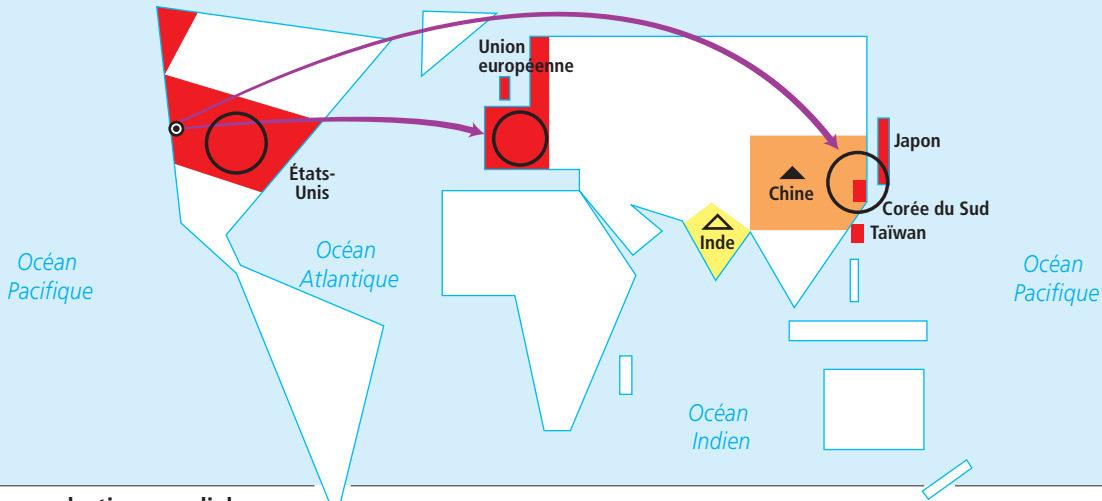 Union
européenne
Japon
États-
Unis
Chine
Corée du Sud
Inde
Taïwan
Océan
Pacifique
Océan
Atlantique
Océan
Pacifique
Océan
Indien